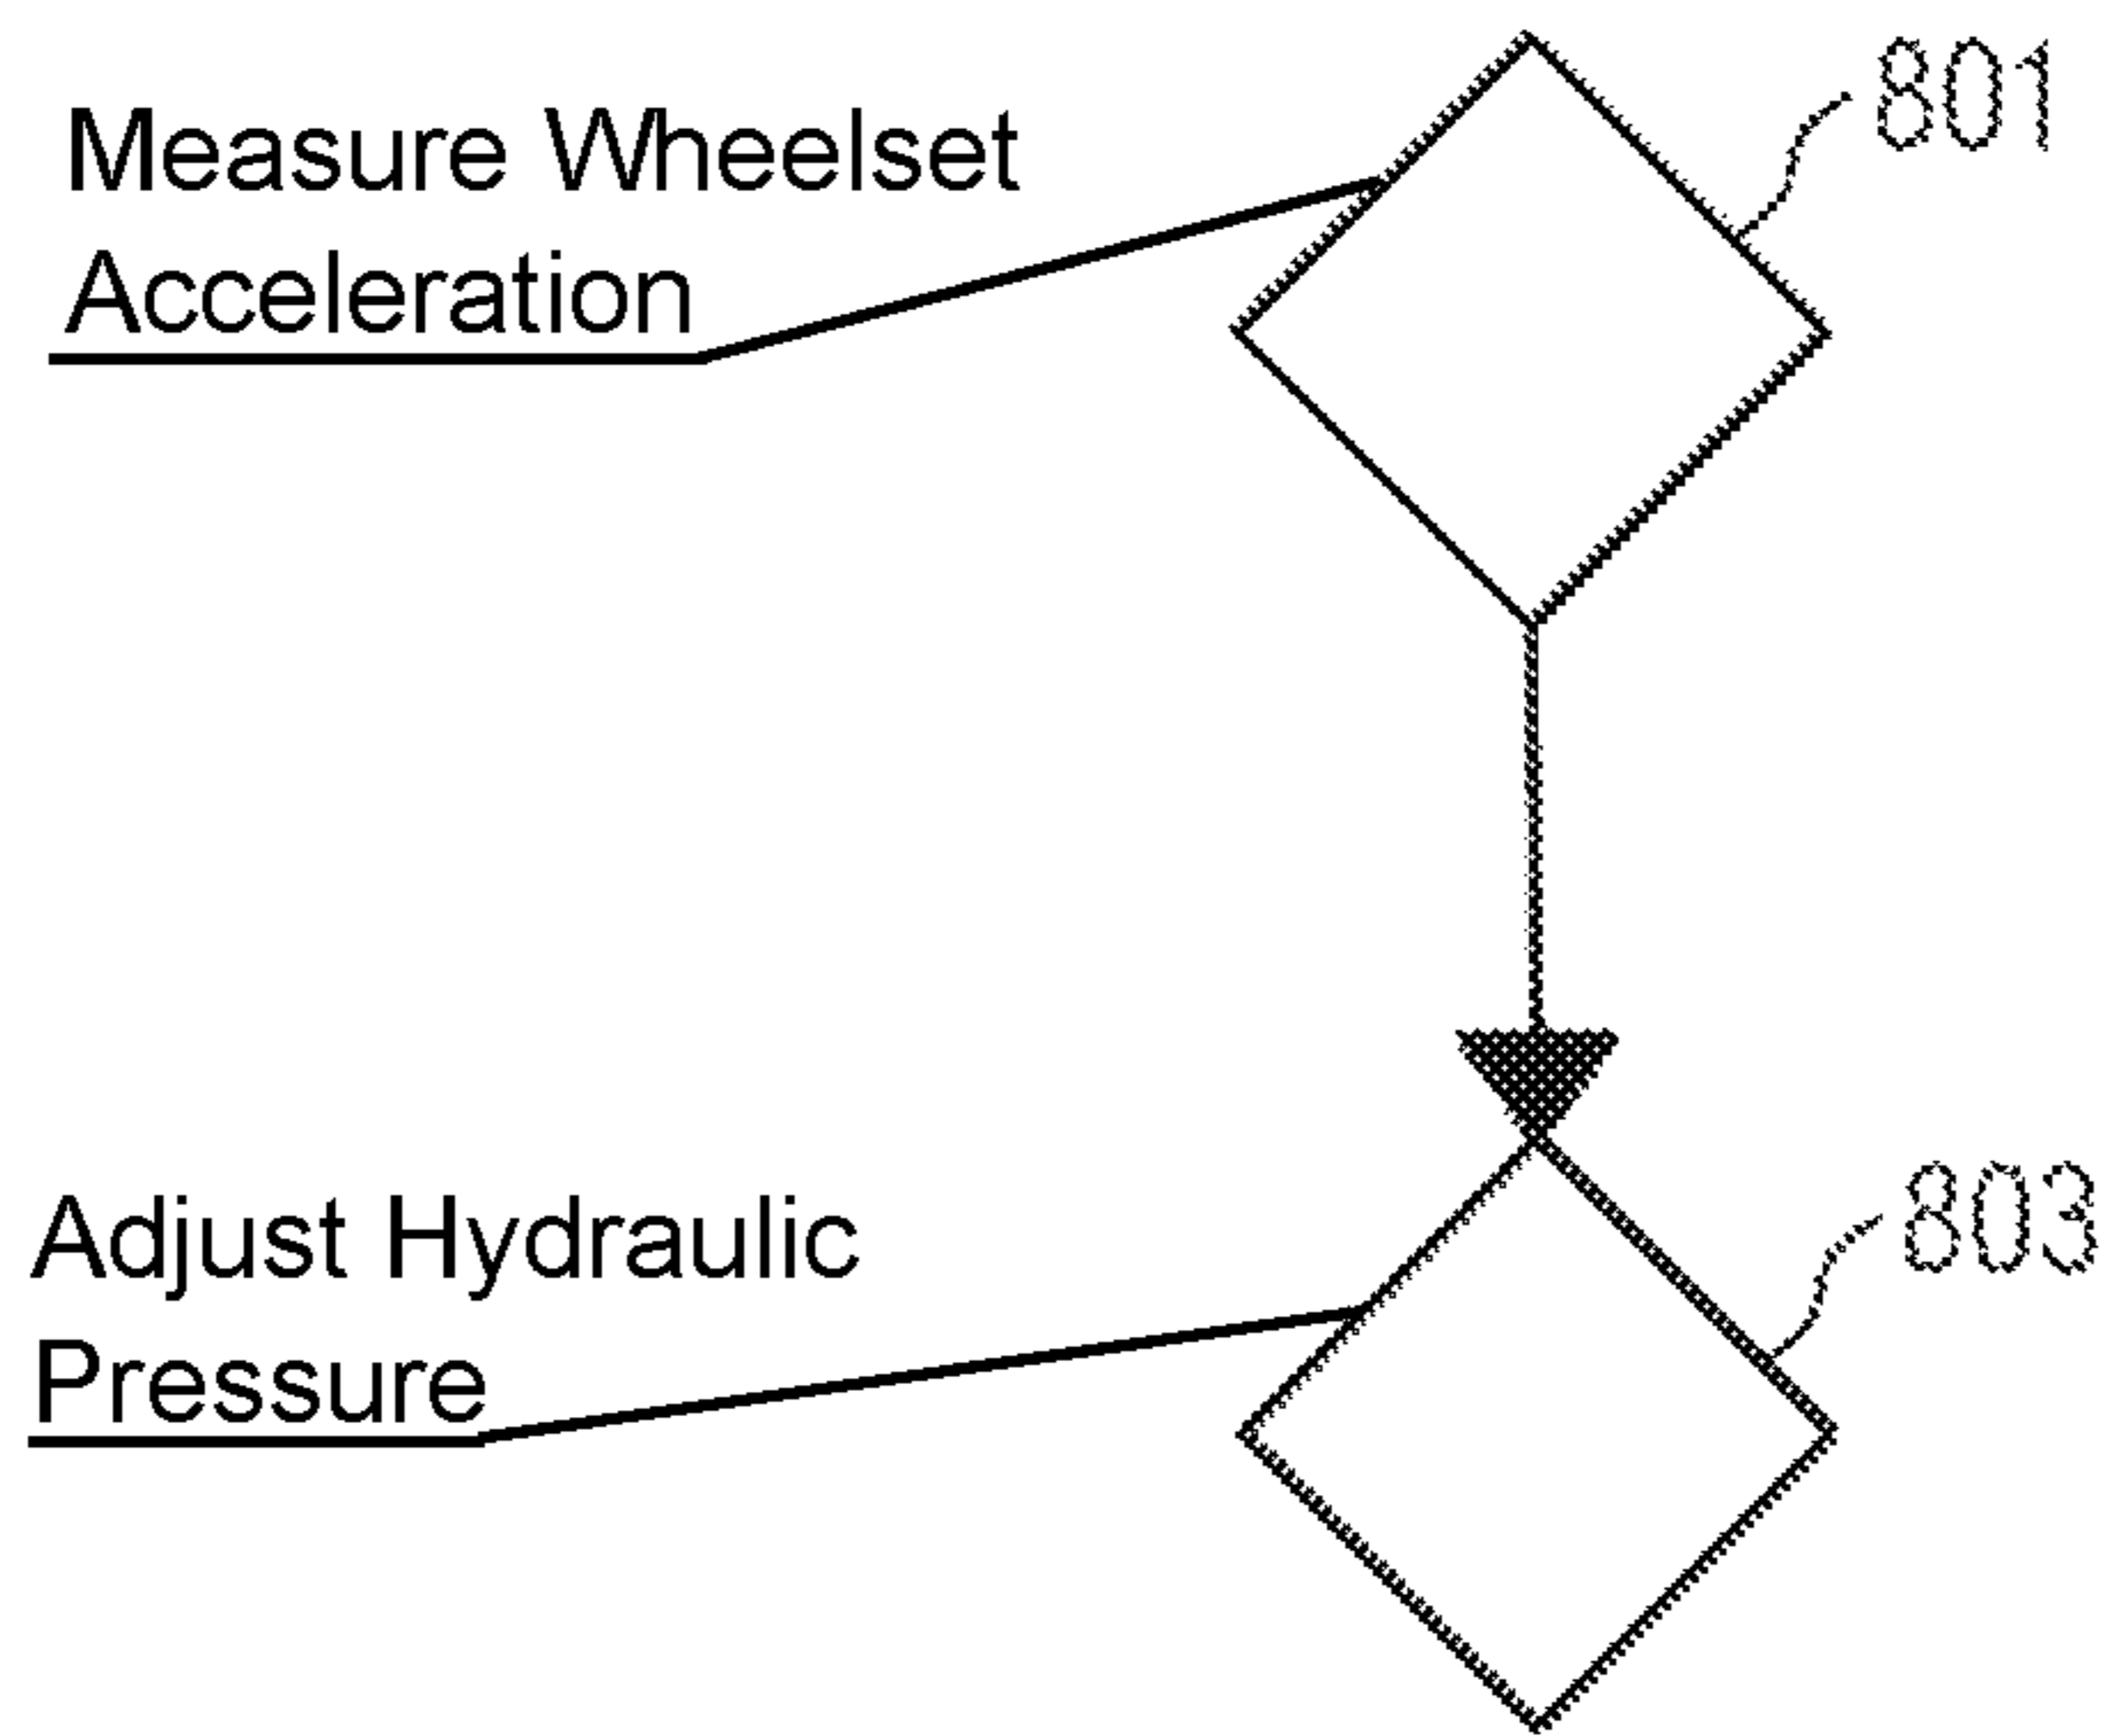 Measure Wheelset
Acceleration
801
Adjust Hydraulic
Pressure
803